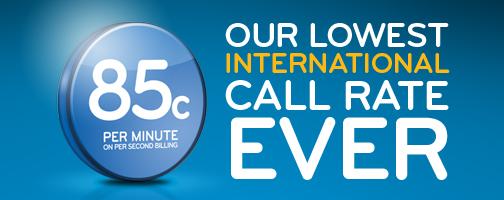 85c
PER MINUTE
ON PER SECOND BILLING
OUR LOWEST
INTERNATIONAL
CALL RATE
EVER